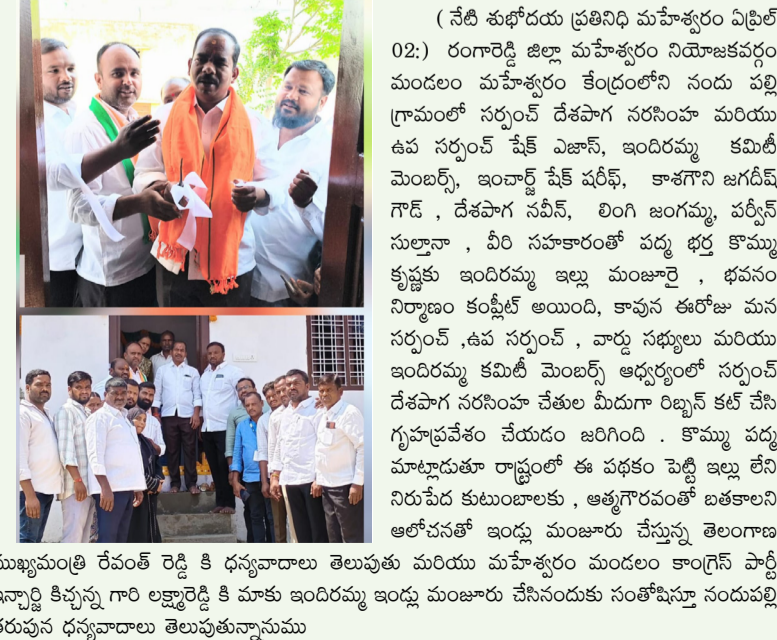 ( నేటి శుభోదయ ప్రతినిధి మహేశ్వరం ఏప్రిల్
02:) రంగారెడ్డి జిల్లా మహేశ్వరం నియోజకవర్గం
మండలం మహేశ్వరం కేంద్రంలోని నందు పల్లి
గ్రామంలో సర్పంచ్ దేశపాగ నరసింహ మరియు
ఉప సర్పంచ్ షేక్ ఎజాస్, ఇందిరమ్మ కమిటీ
మెంబర్స్, ఇంచార్జ్ షేక్ షరీఫ్, కాశగౌని జగదీష్
గౌడ్ , దేశపాగ నవీన్, లింగి జంగమ్మ, పర్వీన్
సుల్తానా , వీరి సహకారంతో పద్మ భర్త కొమ్ము
కృష్ణకు ఇందిరమ్మ ఇల్లు మంజూరై , భవనం
నిర్మాణం కంప్లీట్ అయింది, కావున ఈరోజు మన
సర్పంచ్ ,ఉప సర్పంచ్ , వార్డు సభ్యులు మరియు
ఇందిరమ్మ కమిటీ మెంబర్స్ ఆధ్వర్యంలో సర్పంచ్
దేశపాగ నరసింహ చేతుల మీదుగా రిబ్బన్ కట్ చేసి
గృహప్రవేశం చేయడం జరిగింది . కొమ్ము పద్మ
మాట్లాడుతూ రాష్ట్రంలో ఈ పథకం పెట్టి ఇల్లు లేని
నిరుపేద కుటుంబాలకు , ఆత్మగౌరవంతో బతకాలని
ఆలోచనతో ఇండ్లు మంజూరు చేస్తున్న తెలంగాణ
ముఖ్యమంత్రి రేవంత్ రెడ్డి కి ధన్యవాదాలు తెలుపుతు మరియు మహేశ్వరం మండలం కాంగ్రెస్ పార్టీ
ఇన్చార్జి కిచ్చన్న గారి లక్ష్మారెడ్డి కి మాకు ఇందిరమ్మ ఇండ్లు మంజూరు చేసినందుకు సంతోషిస్తూ నందుపల్లి
తరుపున ధన్యవాదాలు తెలుపుతున్నానుము